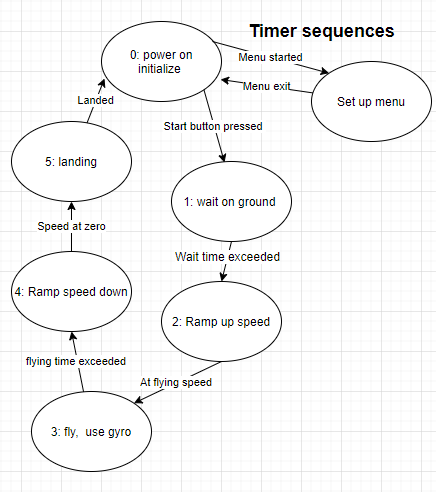 Timer sequences
0: power on
initialize
Menu started
Menu exit
Set up menu
Landed
Start button pressed
5: landing
1: wait on ground
Speed at zero
Wait time exceeded
4: Ramp speed down
2: Ramp up speed
flying time exceeded
At flying speed
3: fly, use gyro